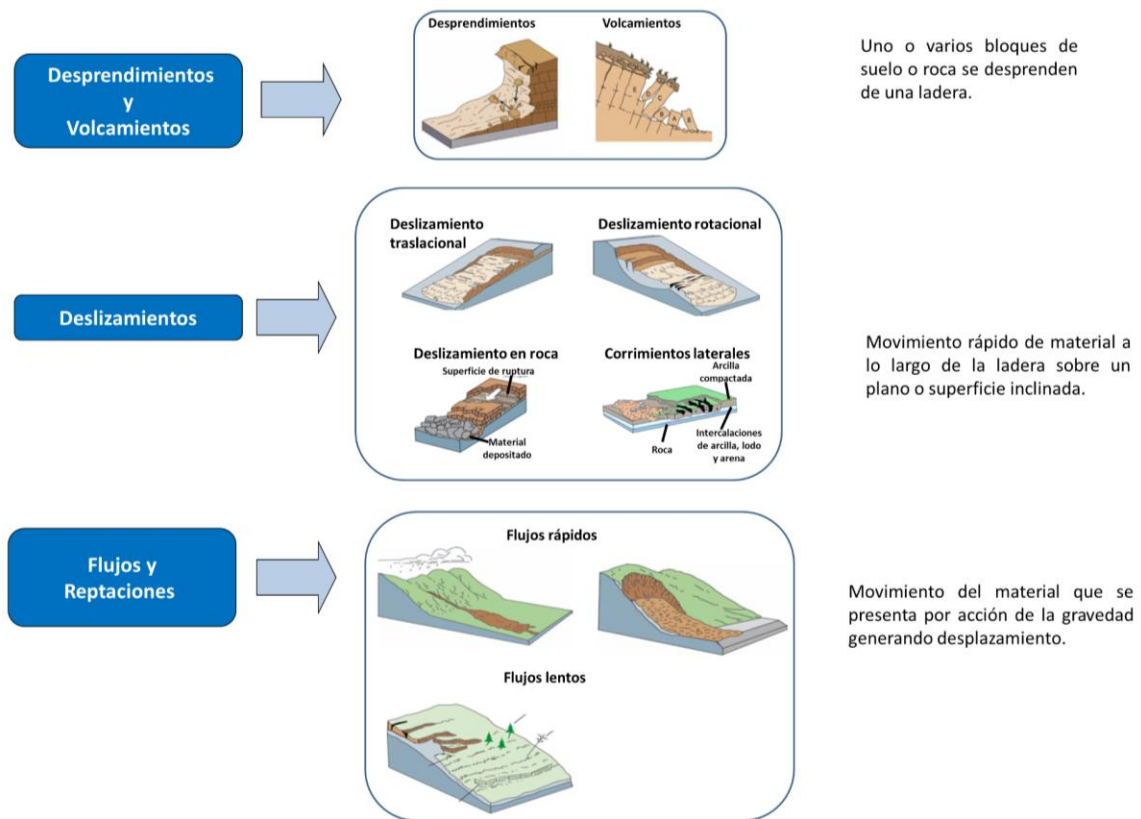 Desprendimientos
y
Volcamientos
Desprendimientos
Volcamientos
Uno o varios bloques de
suelo o roca se desprenden
de una ladera.
Deslizamientos
Deslizamiento
traslacional
Deslizamiento rotacional
Deslizamiento en roca
Superficie de ruptura
Material
depositado
Corrimientos laterales
Arcilla
compactada
Roca
Intercalaciones
de arcilla, lodo
y arena
Movimiento rápido de material a
lo largo de la ladera sobre un
plano o superficie inclinada.
Flujos y
Reptaciones
Flujos rápidos
Flujos lentos
Movimiento del material que se
presenta por acción de la gravedad
generando desplazamiento.